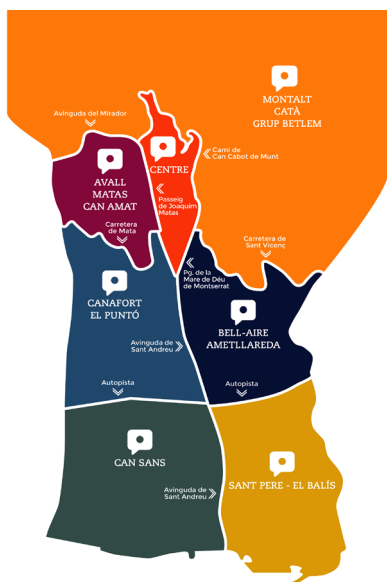 MONTALT
CATÀ
GRUP BETLEM
Avinguda del Mirador
Camí de
Can Cabot de Munt
CENTRE
AVALL
MATAS
CAN AMAT
Passeig
de Joaquim
Matas
Carretera
de Mata
Carretera de
Sant Vicenç
Pg. de la
Mare de Déu
de Montserrat
CANAFORT
EL PUNTÓ
BELL-AIRE
AMETLLAREDA
Avinguda de
Sant Andreu
Autopista
Autopista
CAN SANS
SANT PERE - EL BALÍS
Avinguda de
Sant Andreu